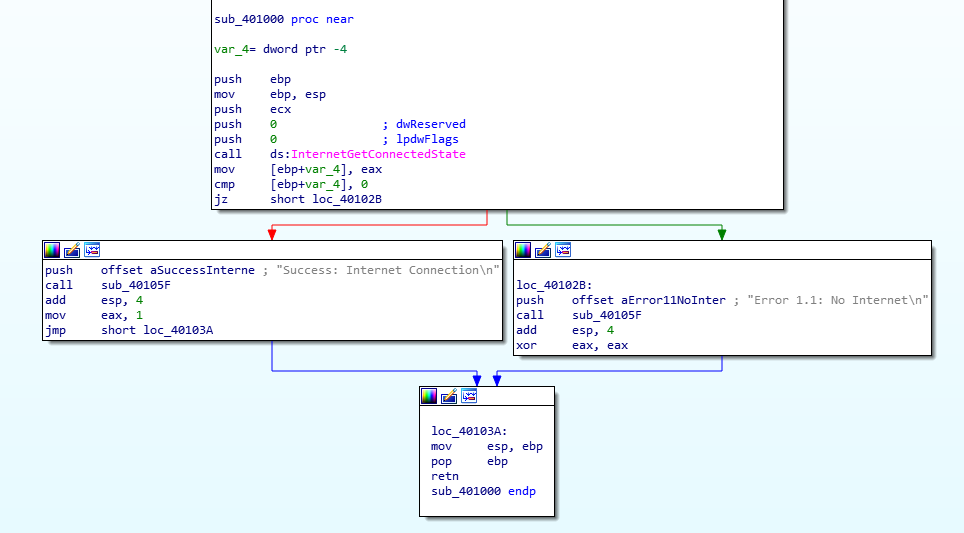 sub_401000 proc near
var_4= dword ptr -4
push ebp
mov ebp, esp
push ecx
push 0 ; dwReserved
push 0 ; lpdwFlags
call ds:InternetGetConnectedState
mov [ebp+var_4], eax
cmp [ebp+var_4], 0
jz short loc_40102B
push offset aSuccessInterne ; "Success: Internet Connection\n"
call sub_40105F
add esp, 4
mov eax, 1
jmp short loc_40103A
loc_40102B:
push offset aError11NoInter ; "Error 1.1: No Internet\n"
call sub_40105F
add esp, 4
xor eax, eax
loc_40103A:
mov esp, ebp
pop ebp
retn
sub_401000 endp